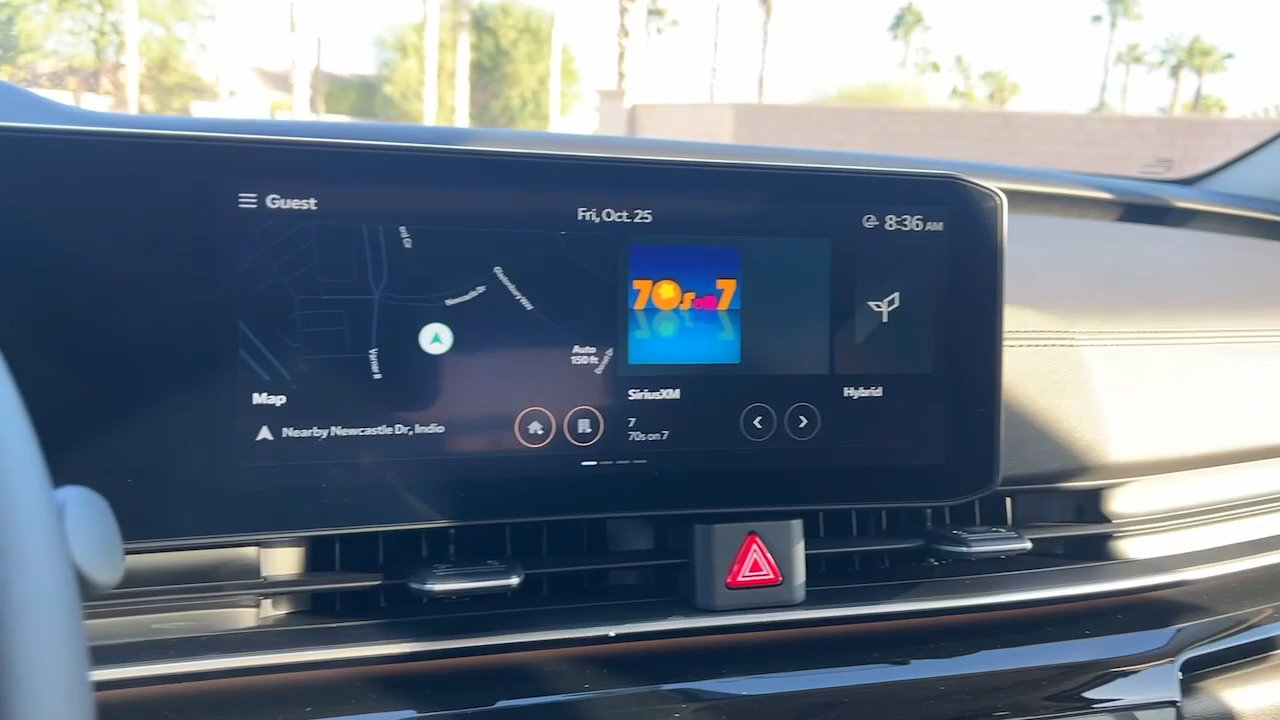 Guest
Fri, Oct. 25
8:36 AM
70s on 7
Auto
150 ft
Map
SiriusXM
Hybrid
Nearby Newcastle Dr, Indio
7
70s on 7